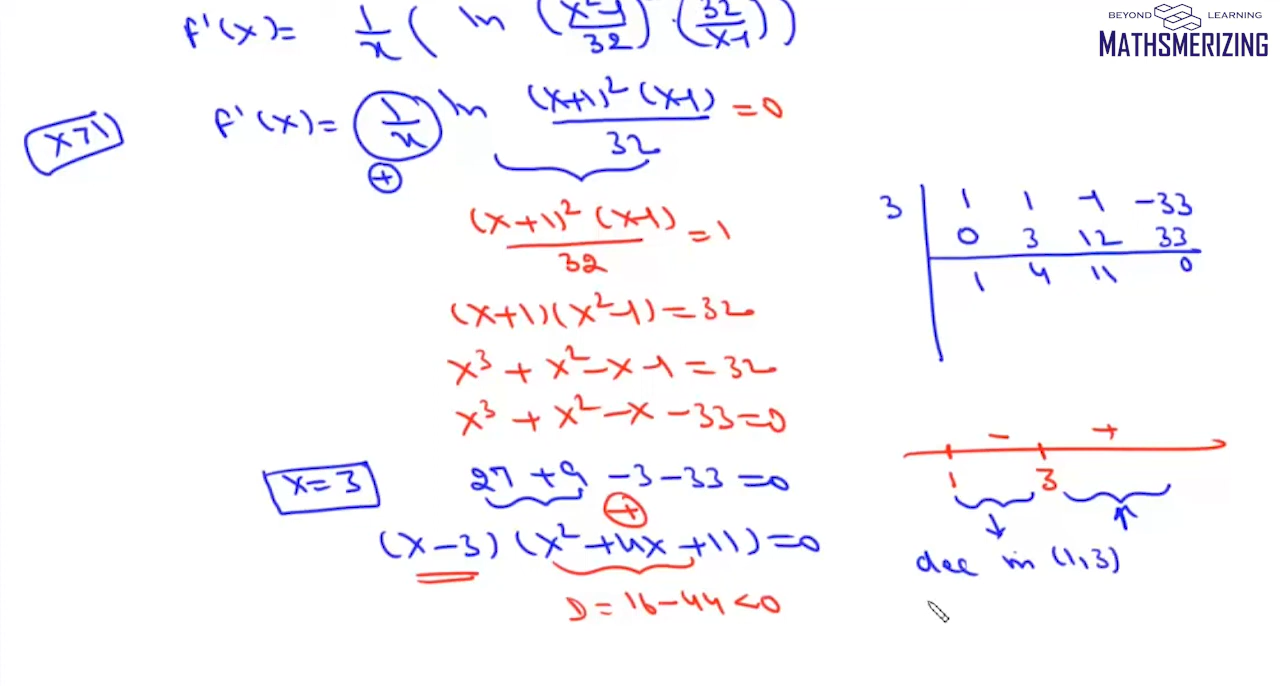 BEYOND LEARNING
MATHSMERIZING
f'(x) = 1/x ( ln (x²-1 / 32)² · (32 / x-1) )
x>1
f'(x) = 1/x ln (x+1)² (x-1) / 32 = 0
+
(x+1)² (x-1) / 32 = 1
(x+1)(x²-1) = 32
x³ + x² - x - 1 = 32
x³ + x² - x - 33 = 0
x = 3
27 + 9 - 3 - 33 = 0
+
(x-3) (x² + 4x + 11) = 0
D = 16 - 44 < 0
3 | 1 1 -1 -33
0 3 12 33
1 4 11 0
- +
1 3
↓ ↑
dec in (1,3)